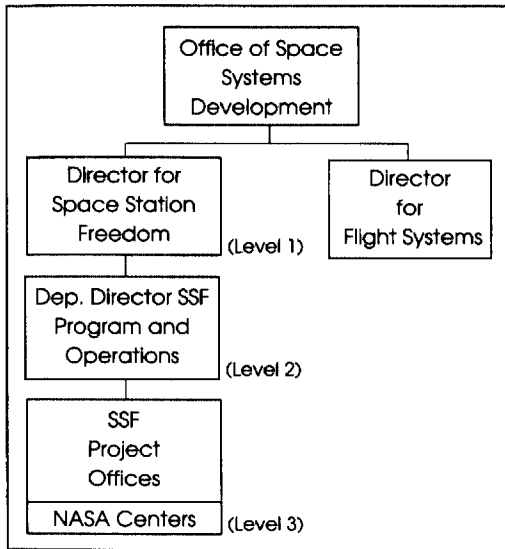 Office of Space
Systems
Development
Director for
Space Station
Freedom
(Level 1)
Director
for
Flight Systems
Dep. Director SSF
Program and
Operations
(Level 2)
SSF
Project
Offices
NASA Centers
(Level 3)